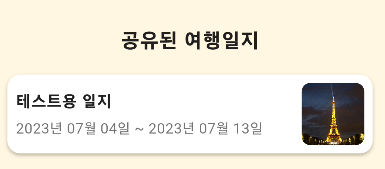 공유된 여행일지
테스트용 일지
2023년 07월 04일 ~ 2023년 07월 13일